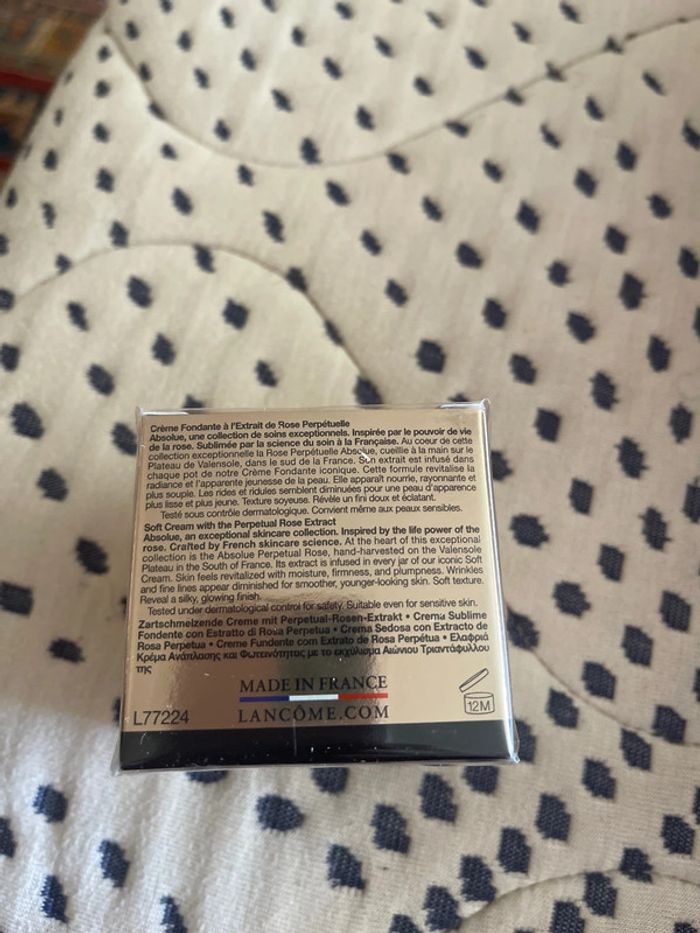 Crème Fondante à l'Extrait de Rose Perpétuelle
Absolue, une collection de soins exceptionnels. Inspirée par le pouvoir de vie
de la rose. Sublimée par la science du soin à la Française. Au coeur de cette
collection exceptionnelle la Rose Perpétuelle Absolue, cueillie à la main sur le
Plateau de Valensole, dans le sud de la France. Son extrait est infusé dans
chaque pot de notre Crème Fondante iconique. Cette formule revitalise la
radiance et l'apparente jeunesse de la peau. Elle apparaît nourrie, rayonnante et
plus souple. Les rides et ridules semblent diminuées pour une peau d'apparence
plus lisse et plus jeune. Texture soyeuse. Révèle un fini doux et éclatant.
Testé sous contrôle dermatologique. Convient même aux peaux sensibles.
Soft Cream with the Perpetual Rose Extract
Absolue, an exceptional skincare collection. Inspired by the life power of the
rose. Crafted by French skincare science. At the heart of this exceptional
collection is the Absolue Perpetual Rose, hand-harvested on the Valensole
Plateau in the South of France. Its extract is infused in every jar of our iconic Soft
Cream. Skin feels revitalized with moisture, firmness, and plumpness. Wrinkles
and fine lines appear diminished for smoother, younger-looking skin. Soft texture.
Reveal a silky, glowing finish.
Tested under dermatological control for safety. Suitable even for sensitive skin.
Zartschmelzende Creme mit Perpetual-Rosen-Extrakt • Crema Sublime
Fondente con Estratto di Rosa Perpetua • Crema Sedosa con Extracto de
Rosa Perpetua • Creme Fundente com Extrato de Rosa Perpétua • Ελαφριά
Κρέμα Ανάπλασης και Φωτεινότητας με το εκχύλισμα Αιώνιου Τριαντάφυλλου
της
MADE IN FRANCE
L77224 LANCÔME.COM 12M